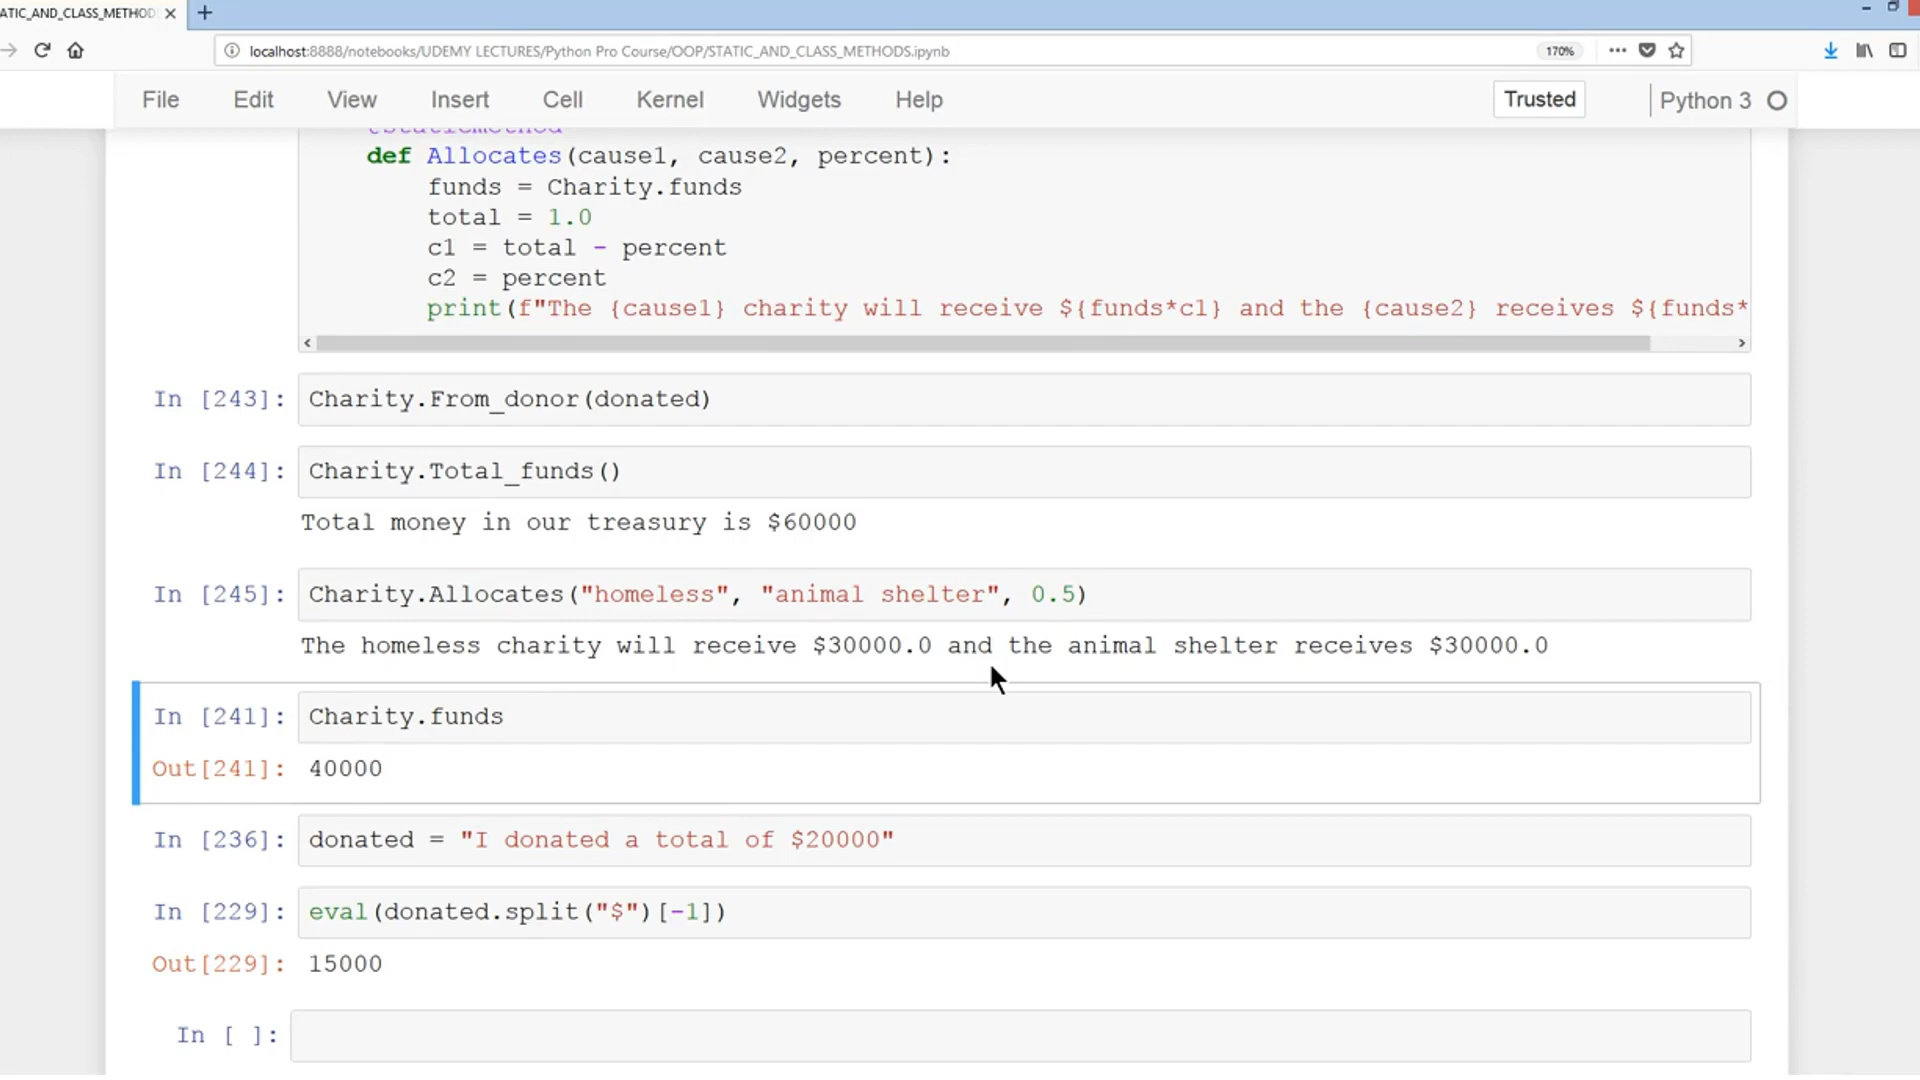 ATIC_AND_CLASS_METHOD
localhost:8888/notebooks/UDEMY LECTURES/Python Pro Course/OOP/STATIC_AND_CLASS_METHODS.ipynb
170%
File Edit View Insert Cell Kernel Widgets Help
Trusted
Python 3
@staticmethod
def Allocates(cause1, cause2, percent):
funds = Charity.funds
total = 1.0
c1 = total - percent
c2 = percent
print(f"The {cause1} charity will receive ${funds*c1} and the {cause2} receives ${funds*
In [243]: Charity.From_donor(donated)
In [244]: Charity.Total_funds()
Total money in our treasury is $60000
In [245]: Charity.Allocates("homeless", "animal shelter", 0.5)
The homeless charity will receive $30000.0 and the animal shelter receives $30000.0
In [241]: Charity.funds
Out[241]: 40000
In [236]: donated = "I donated a total of $20000"
In [229]: eval(donated.split("$")[-1])
Out[229]: 15000
In [ ]: